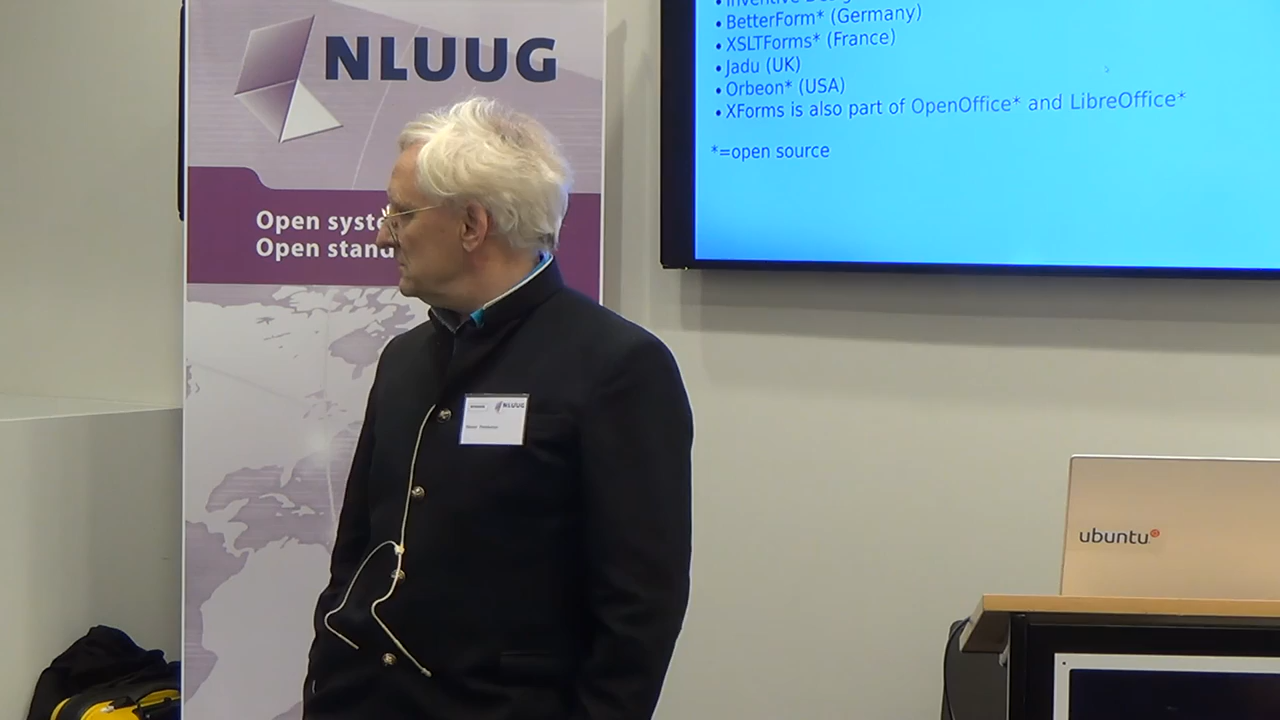 NLUUG
Open syst
Open stand
• BetterForm* (Germany)
• XSLTForms* (France)
• Jadu (UK)
• Orbeon* (USA)
• XForms is also part of OpenOffice* and LibreOffice*
*=open source
NLUUG
ubuntu